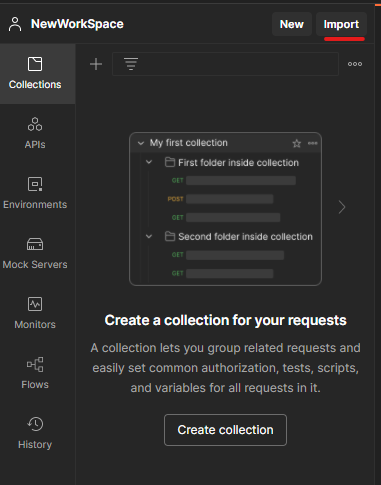 NewWorkSpace
New
Import
Collections
APIs
Environments
Mock Servers
Monitors
Flows
History
My first collection
First folder inside collection
GET
POST
GET
Second folder inside collection
GET
GET
Create a collection for your requests
A collection lets you group related requests and
easily set common authorization, tests, scripts,
and variables for all requests in it.
Create collection